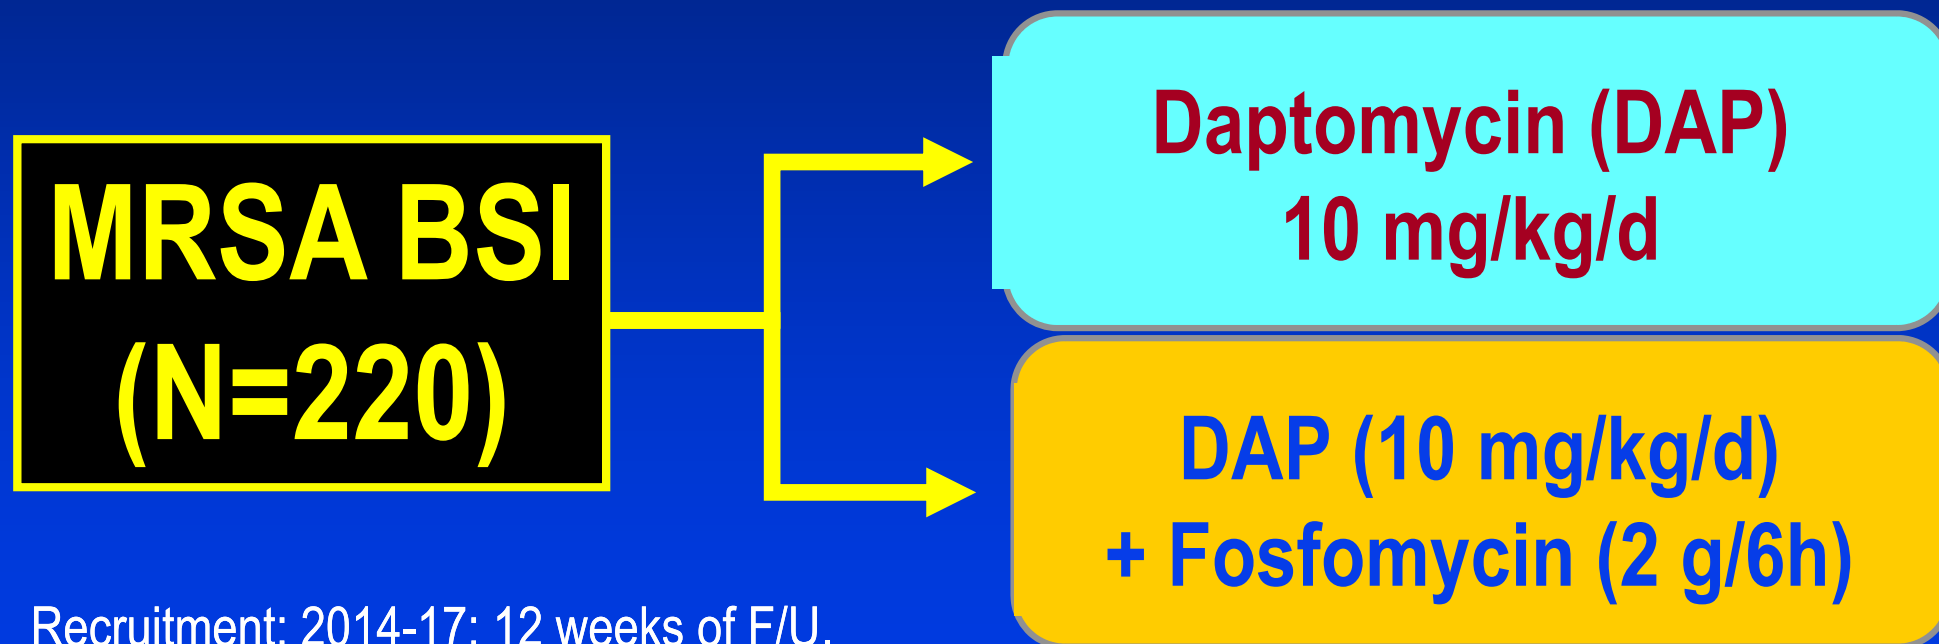 MRSA BSI
(N=220)
Daptomycin (DAP)
10 mg/kg/d
DAP (10 mg/kg/d)
+ Fosfomycin (2 g/6h)
Recruitment: 2014-17; 12 weeks of F/U.